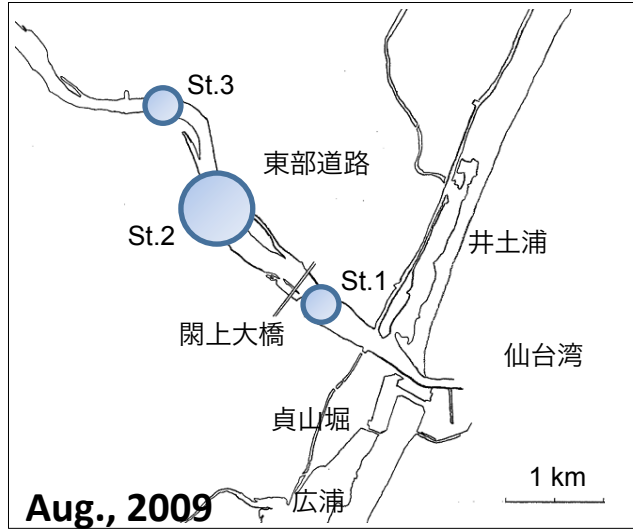 St.3
東部道路
St.2
井土浦
St.1
閖上大橋
仙台湾
貞山堀
1 km
広浦
Aug., 2009